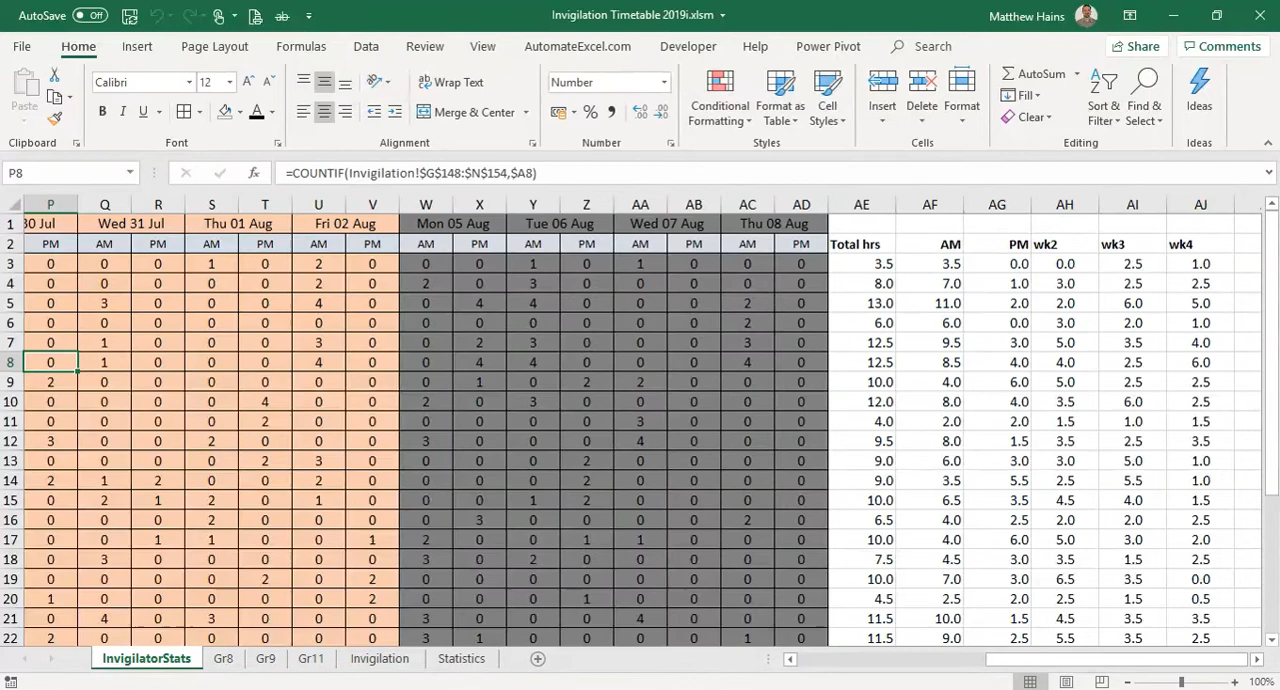 AutoSave Off Invigilation Timetable 2019i.xlsm Matthew Hains
File Home Insert Page Layout Formulas Data Review View AutomateExcel.com Developer Help Power Pivot Search Share Comments
Paste Calibri 12 Wrap Text Number Conditional Formatting Format as Table Cell Styles Insert Delete Format AutoSum Sort & Filter Find & Select Ideas
B I U A Merge & Center % Fill Clear
Clipboard Font Alignment Number Styles Cells Editing Ideas
P8 fx =COUNTIF(Invigilation!$G$148:$N$154,$A8)
P Q R S T U V W X Y Z AA AB AC AD AE AF AG AH AI AJ
1 30 Jul Wed 31 Jul Thu 01 Aug Fri 02 Aug Mon 05 Aug Tue 06 Aug Wed 07 Aug Thu 08 Aug
2 PM AM PM AM PM AM PM AM PM AM PM AM PM AM PM Total hrs AM PM wk2 wk3 wk4
3 0 0 0 1 0 2 0 0 0 1 0 1 0 0 0 3.5 3.5 0.0 0.0 2.5 1.0
4 0 0 0 0 0 2 0 2 0 3 0 0 0 0 0 8.0 7.0 1.0 3.0 2.5 2.5
5 0 3 0 0 0 4 0 0 4 4 0 0 0 2 0 13.0 11.0 2.0 2.0 6.0 5.0
6 0 0 0 0 0 0 0 0 0 0 0 0 0 2 0 6.0 6.0 0.0 3.0 2.0 1.0
7 0 1 0 0 0 3 0 0 2 3 0 0 0 3 0 12.5 9.5 3.0 5.0 3.5 4.0
8 0 1 0 0 0 4 0 0 4 4 0 0 0 4 0 12.5 8.5 4.0 4.0 2.5 6.0
9 2 0 0 0 0 0 0 0 1 0 2 2 0 0 0 10.0 4.0 6.0 5.0 2.5 2.5
10 0 0 0 0 4 0 0 2 0 3 0 0 0 0 0 12.0 8.0 4.0 3.5 6.0 2.5
11 0 0 0 0 2 0 0 0 0 0 0 3 0 0 0 4.0 2.0 2.0 1.5 1.0 1.5
12 3 0 0 2 0 0 0 3 0 0 0 4 0 0 0 9.5 8.0 1.5 3.5 2.5 3.5
13 0 0 0 0 2 3 0 0 0 0 2 0 0 0 0 9.0 6.0 3.0 3.0 5.0 1.0
14 2 1 2 0 0 2 0 0 0 0 2 0 0 0 0 9.0 3.5 5.5 2.5 5.5 1.0
15 0 2 1 2 0 1 0 0 0 1 2 0 0 0 0 10.0 6.5 3.5 4.5 4.0 1.5
16 0 0 0 2 0 0 0 0 3 0 0 0 0 2 0 6.5 4.0 2.5 2.0 2.0 2.5
17 0 0 1 1 0 0 1 2 0 0 1 1 0 0 0 10.0 4.0 6.0 5.0 3.0 2.0
18 0 3 0 0 0 0 0 3 0 2 0 0 0 0 0 7.5 4.5 3.0 3.5 1.5 2.5
19 0 0 0 0 2 0 2 0 0 0 0 0 0 0 0 10.0 7.0 3.0 6.5 3.5 0.0
20 1 0 0 0 0 0 2 0 0 0 1 0 0 0 0 4.5 2.5 2.0 2.5 1.5 0.5
21 0 4 0 3 0 0 0 3 0 0 0 4 0 0 0 11.5 10.0 1.5 4.5 3.5 3.5
22 2 0 0 0 0 0 0 3 1 0 0 0 0 1 0 11.5 9.0 2.5 5.5 3.5 2.5
InvigilatorStats Gr8 Gr9 Gr11 Invigilation Statistics
100%